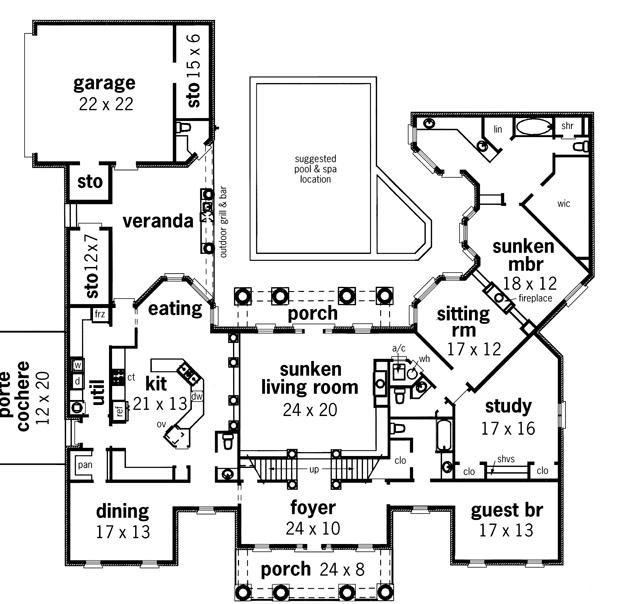 garage
22 x 22
sto 15 x 6
sto
veranda
sto 12x7
outdoor grill & bar
suggested
pool & spa
location
lin
shr
wic
sunken
mbr
18 x 12
fireplace
sitting
rm
17 x 12
eating
porch
frz
porte
cochere
12 x 20
w
d
util
ct
kit
21 x 13
ref
dw
ov
pan
sunken
living room
24 x 20
a/c
wh
study
17 x 16
clo
shvs
clo
clo
up
dining
17 x 13
foyer
24 x 10
guest br
17 x 13
porch 24 x 8